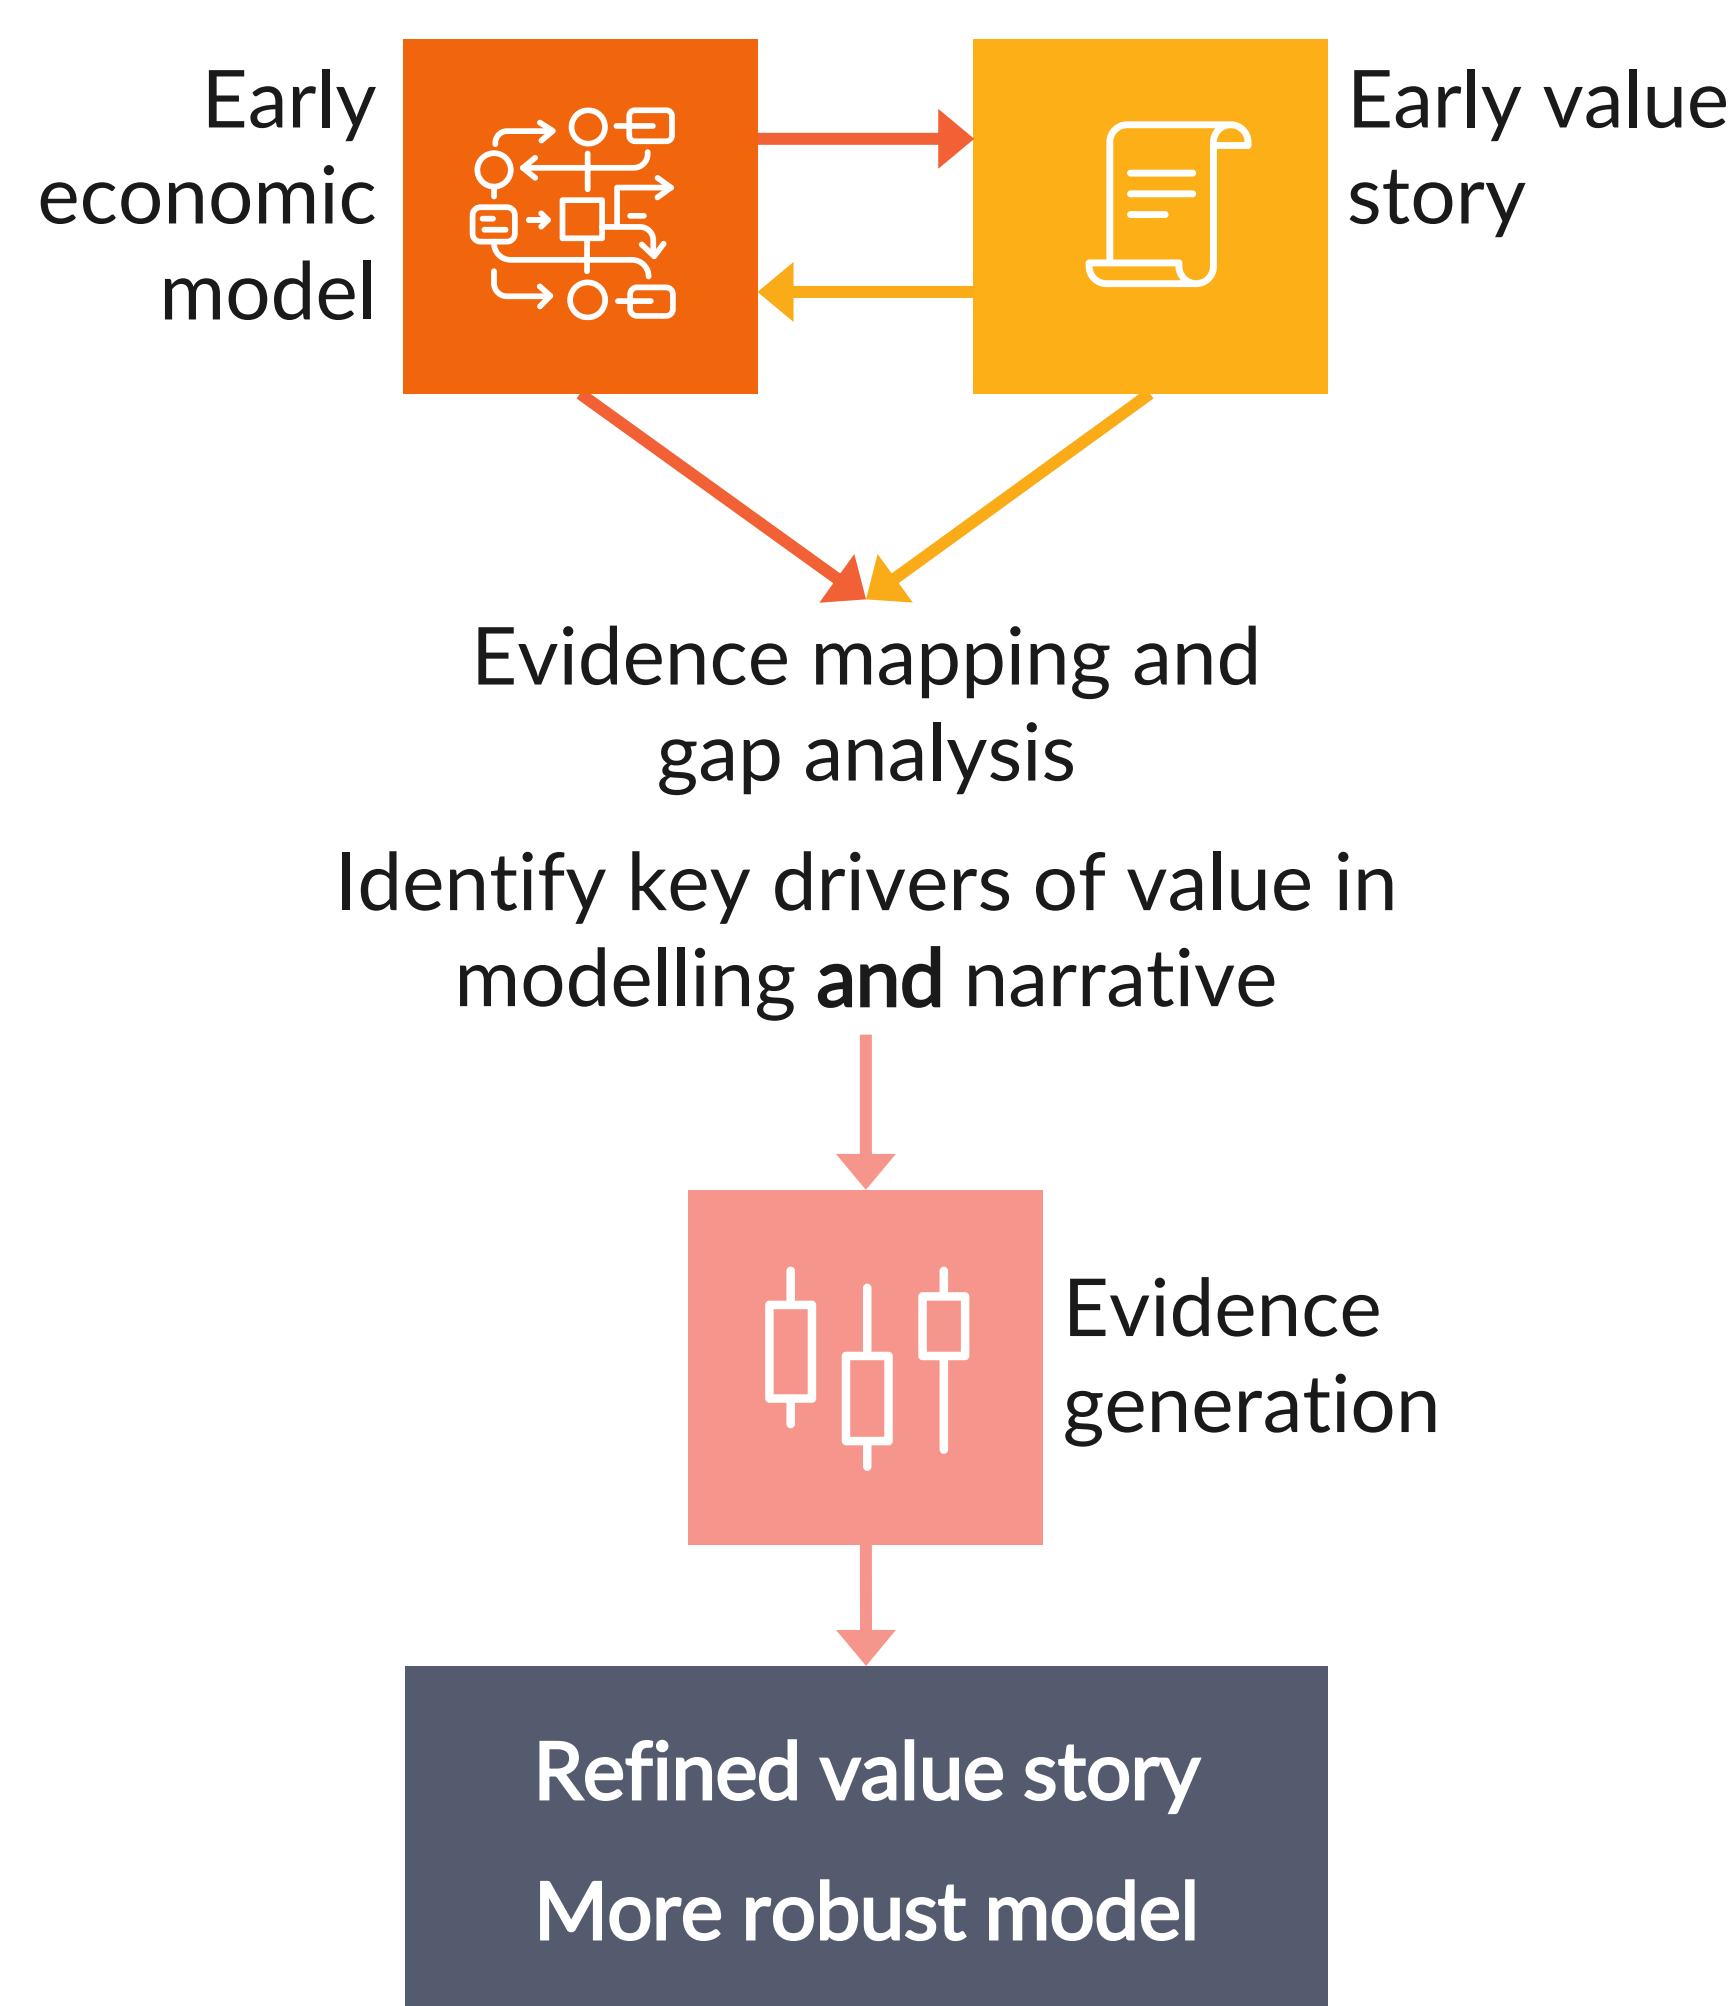 Early
economic
model
Early value
story
Evidence mapping and
gap analysis
Identify key drivers of value in
modelling and narrative
Evidence
generation
Refined value story
More robust model